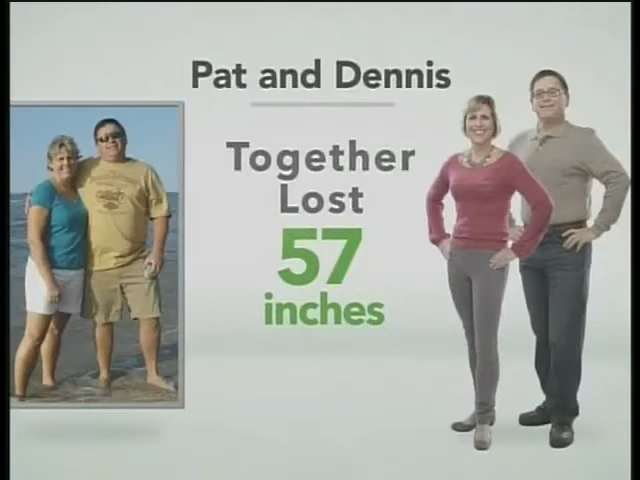 Pat and Dennis
Together
Lost
57
inches